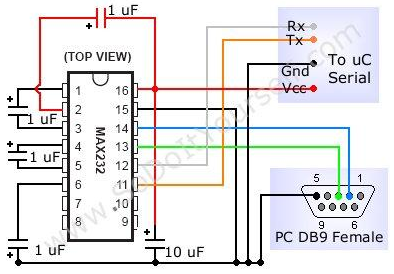 1 uF
(TOP VIEW)
Rx
Tx
Gnd
Vcc
To uC
Serial
1 16
2 15
3 14
4 13
5 12
6 11
7 10
8 9
MAX232
+
+
1 uF
+
1 uF
+
1 uF
+
10 uF
5 1
9 6
PC DB9 Female
www.SoDoItYourself.com